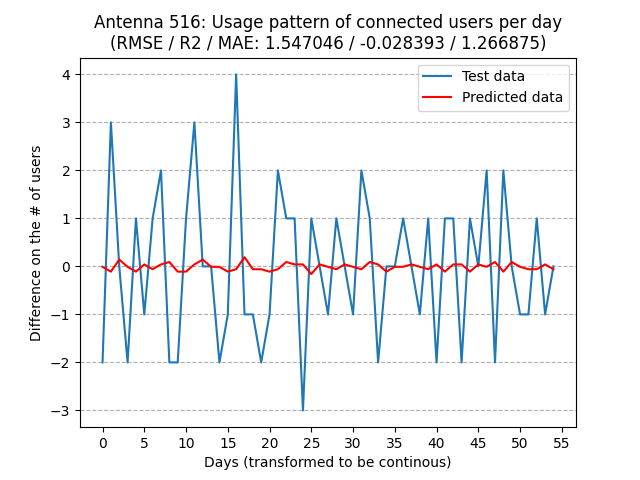 Antenna 516: Usage pattern of connected users per day
(RMSE / R2 / MAE: 1.547046 / -0.028393 / 1.266875)
Test data
Predicted data
Difference on the # of users
4
3
2
1
0
−1
−2
−3
0 5 10 15 20 25 30 35 40 45 50 55
Days (transformed to be continous)